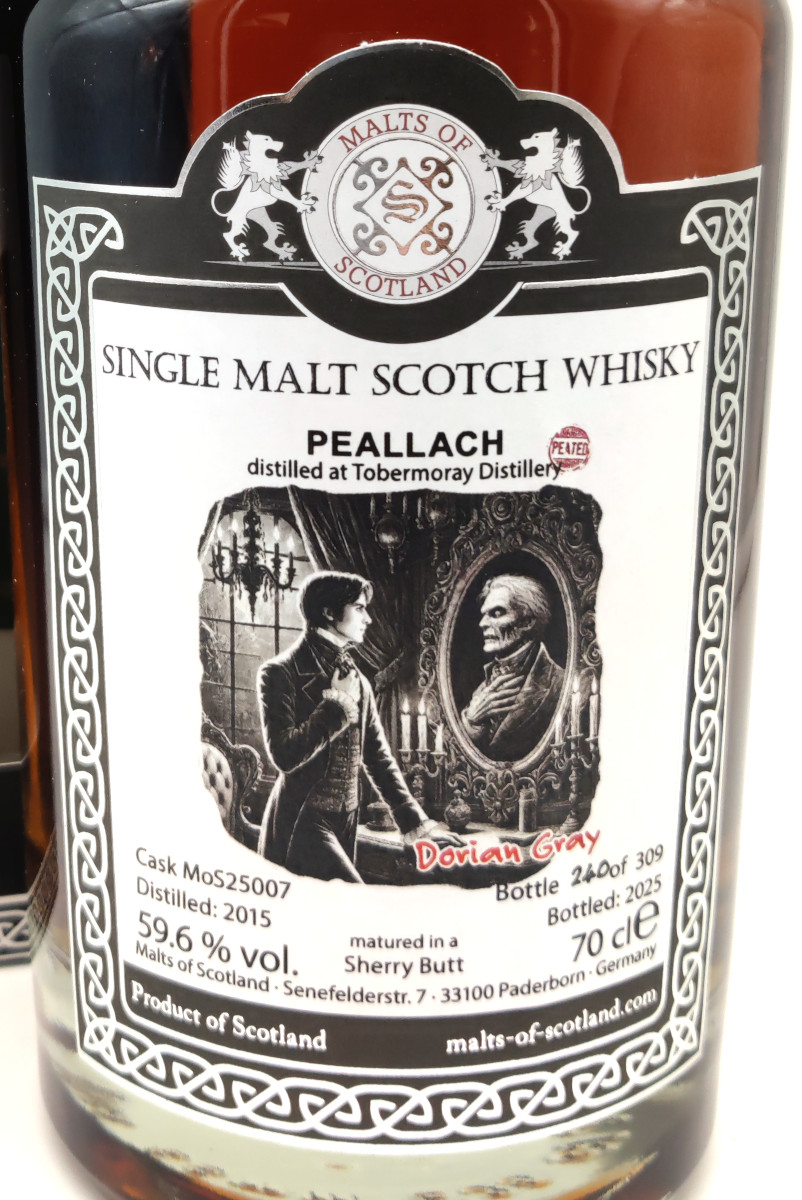 MALTS OF
S
SCOTLAND
SINGLE MALT SCOTCH WHISKY
PEALLACH
PEATED
distilled at Tobermoray Distillery
Dorian Gray
Cask MoS25007
Bottle 240 of 309
Distilled: 2015
Bottled: 2025
59.6 % vol.
matured in a
Sherry Butt
70 cl e
Malts of Scotland · Senefelderstr. 7 · 33100 Paderborn · Germany
Product of Scotland
malts-of-scotland.com